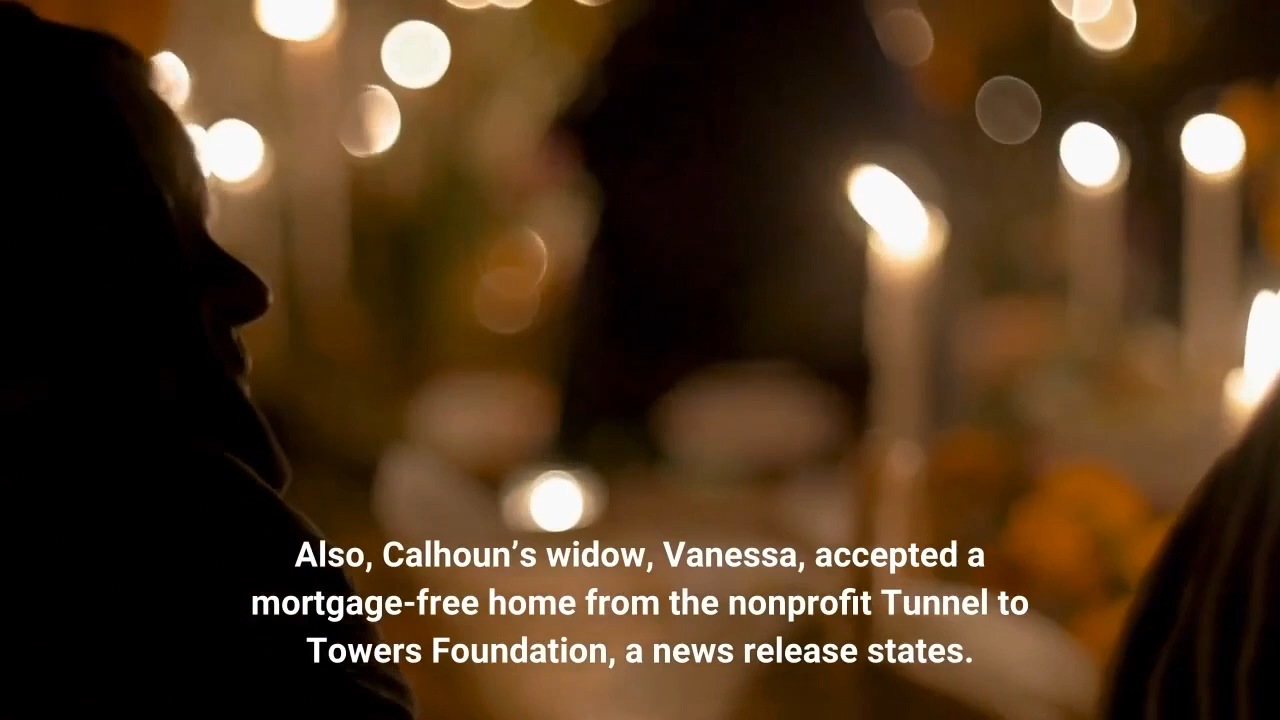 Also, Calhoun’s widow, Vanessa, accepted a
mortgage-free home from the nonprofit Tunnel to
Towers Foundation, a news release states.